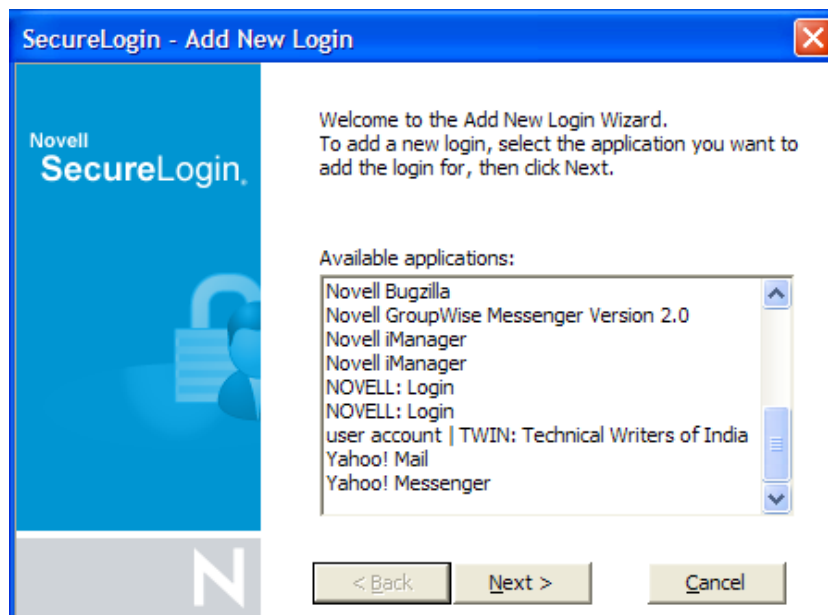 SecureLogin - Add New Login
Novell
SecureLogin
Welcome to the Add New Login Wizard.
To add a new login, select the application you want to
add the login for, then click Next.
Available applications:
Novell Bugzilla
Novell GroupWise Messenger Version 2.0
Novell iManager
Novell iManager
NOVELL: Login
NOVELL: Login
user account | TWIN: Technical Writers of India
Yahoo! Mail
Yahoo! Messenger
N
< Back Next > Cancel